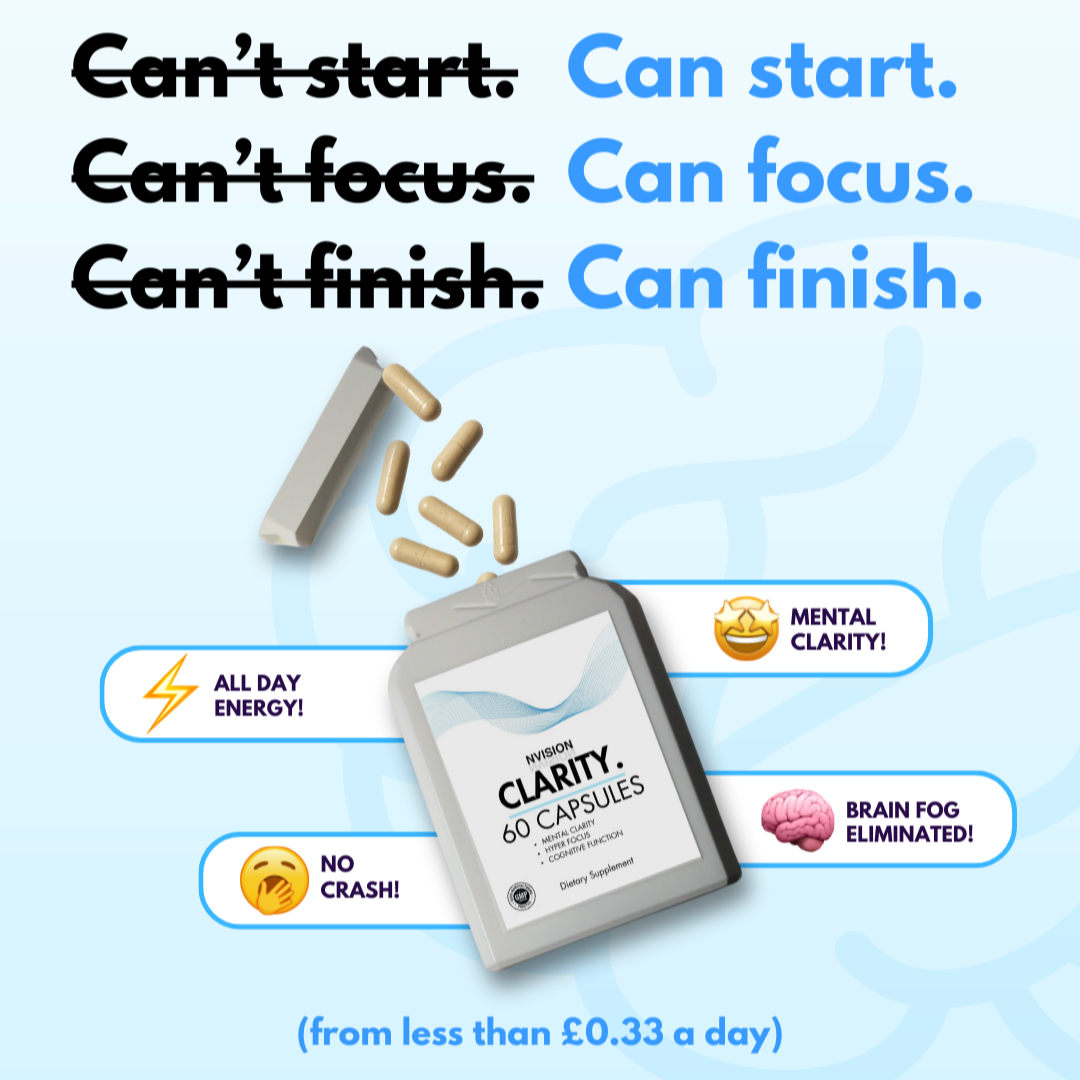 Can't start. Can start.
Can't focus. Can focus.
Can't finish. Can finish.
MENTAL
CLARITY!
ALL DAY
ENERGY!
NVISION
CLARITY.
60 CAPSULES
• MENTAL CLARITY
• HYPER FOCUS
• COGNITIVE FUNCTION
Dietary Supplement
BRAIN FOG
ELIMINATED!
NO
CRASH!
(from less than £0.33 a day)